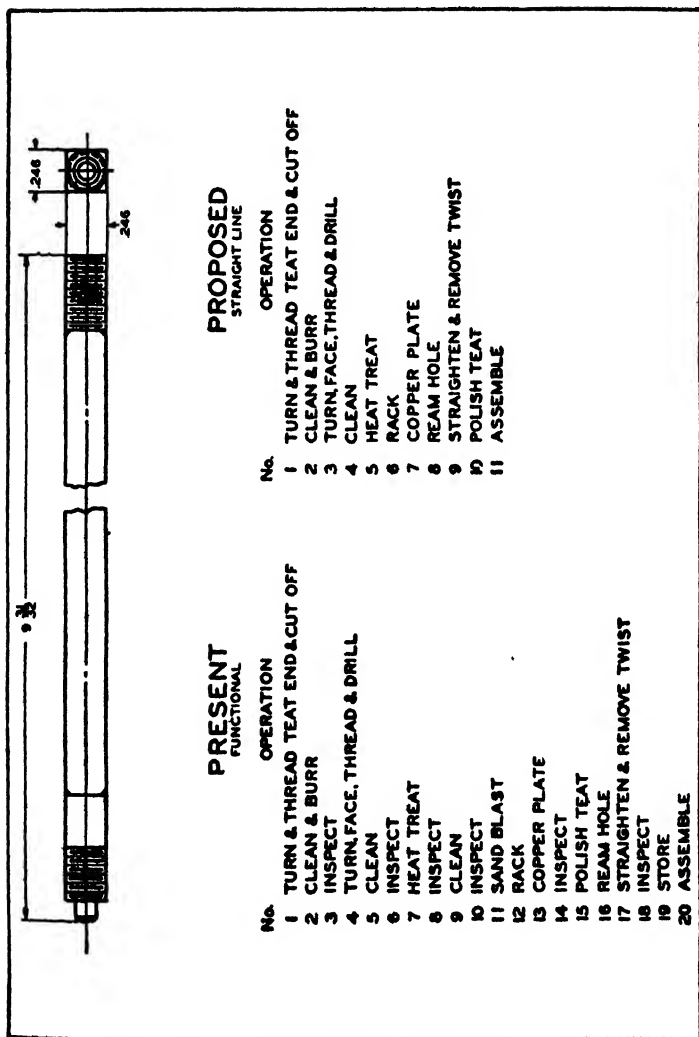 9 31/32
.246
.246
PRESENT
FUNCTIONAL
No. OPERATION
1 TURN & THREAD TEAT END & CUT OFF
2 CLEAN & BURR
3 INSPECT
4 TURN, FACE, THREAD & DRILL
5 CLEAN
6 INSPECT
7 HEAT TREAT
8 INSPECT
9 CLEAN
10 INSPECT
11 SAND BLAST
12 RACK
13 COPPER PLATE
14 INSPECT
15 POLISH TEAT
16 REAM HOLE
17 STRAIGHTEN & REMOVE TWIST
18 INSPECT
19 STORE
20 ASSEMBLE
PROPOSED
STRAIGHT LINE
No. OPERATION
1 TURN & THREAD TEAT END & CUT OFF
2 CLEAN & BURR
3 TURN, FACE, THREAD & DRILL
4 CLEAN
5 HEAT TREAT
6 RACK
7 COPPER PLATE
8 REAM HOLE
9 STRAIGHTEN & REMOVE TWIST
10 POLISH TEAT
11 ASSEMBLE